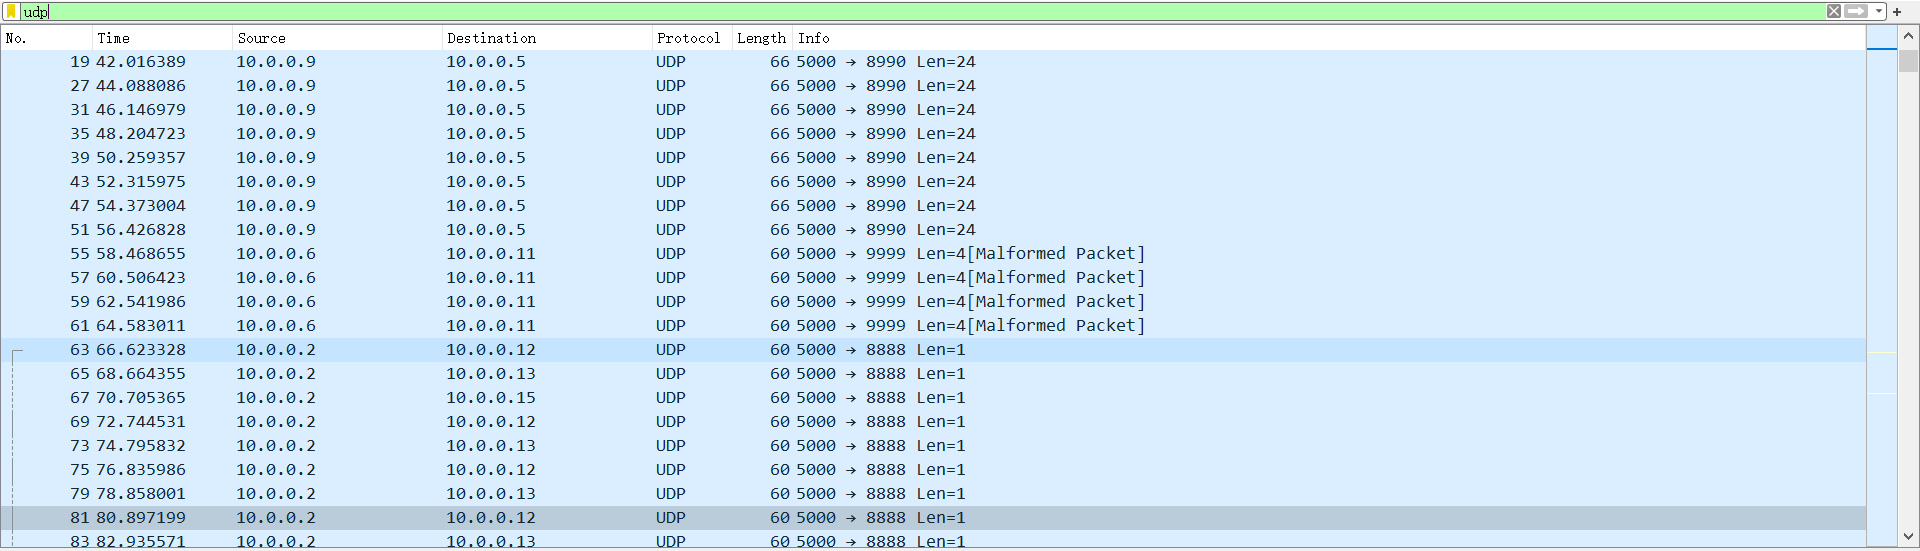 udp
No. Time Source Destination Protocol Length Info
19 42.016389 10.0.0.9 10.0.0.5 UDP 66 5000 → 8990 Len=24
27 44.088086 10.0.0.9 10.0.0.5 UDP 66 5000 → 8990 Len=24
31 46.146979 10.0.0.9 10.0.0.5 UDP 66 5000 → 8990 Len=24
35 48.204723 10.0.0.9 10.0.0.5 UDP 66 5000 → 8990 Len=24
39 50.259357 10.0.0.9 10.0.0.5 UDP 66 5000 → 8990 Len=24
43 52.315975 10.0.0.9 10.0.0.5 UDP 66 5000 → 8990 Len=24
47 54.373004 10.0.0.9 10.0.0.5 UDP 66 5000 → 8990 Len=24
51 56.426828 10.0.0.9 10.0.0.5 UDP 66 5000 → 8990 Len=24
55 58.468655 10.0.0.6 10.0.0.11 UDP 60 5000 → 9999 Len=4[Malformed Packet]
57 60.506423 10.0.0.6 10.0.0.11 UDP 60 5000 → 9999 Len=4[Malformed Packet]
59 62.541986 10.0.0.6 10.0.0.11 UDP 60 5000 → 9999 Len=4[Malformed Packet]
61 64.583011 10.0.0.6 10.0.0.11 UDP 60 5000 → 9999 Len=4[Malformed Packet]
63 66.623328 10.0.0.2 10.0.0.12 UDP 60 5000 → 8888 Len=1
65 68.664355 10.0.0.2 10.0.0.13 UDP 60 5000 → 8888 Len=1
67 70.705365 10.0.0.2 10.0.0.15 UDP 60 5000 → 8888 Len=1
69 72.744531 10.0.0.2 10.0.0.12 UDP 60 5000 → 8888 Len=1
73 74.795832 10.0.0.2 10.0.0.13 UDP 60 5000 → 8888 Len=1
75 76.835986 10.0.0.2 10.0.0.12 UDP 60 5000 → 8888 Len=1
79 78.858001 10.0.0.2 10.0.0.13 UDP 60 5000 → 8888 Len=1
81 80.897199 10.0.0.2 10.0.0.12 UDP 60 5000 → 8888 Len=1
83 82.935571 10.0.0.2 10.0.0.13 UDP 60 5000 → 8888 Len=1